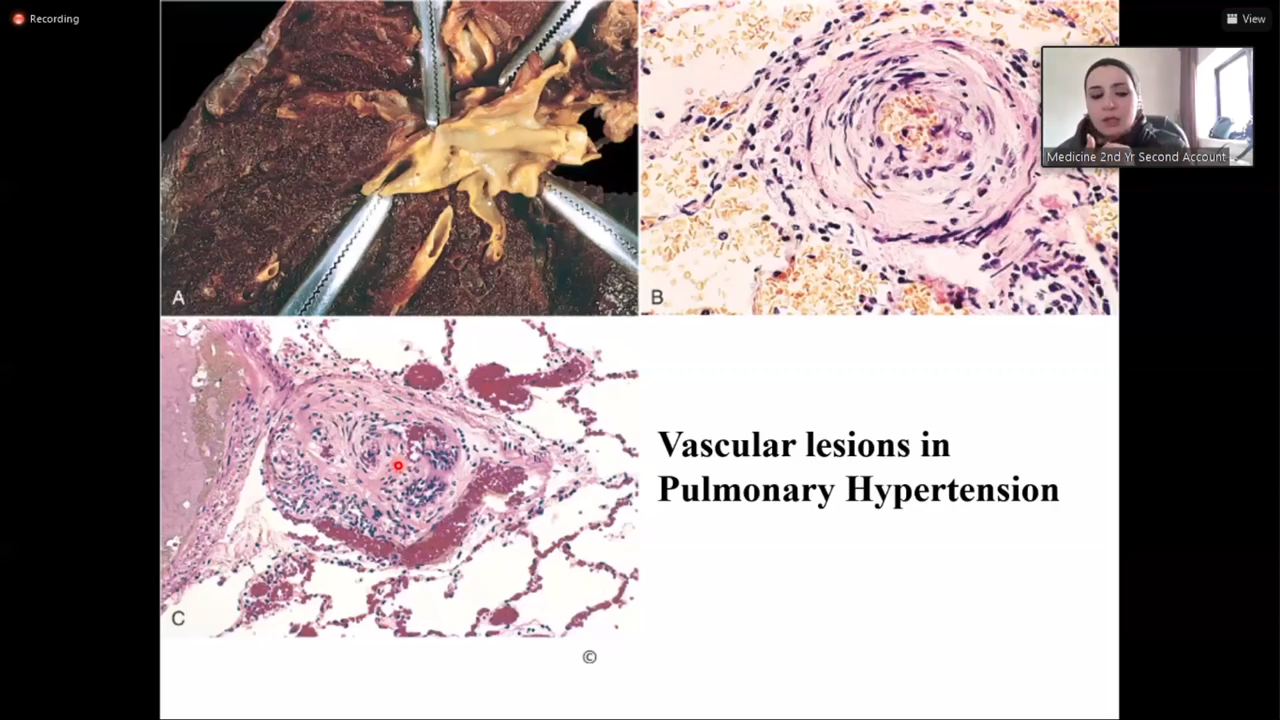 Recording
View
Medicine 2nd Yr Second Account
A
B
C
Vascular lesions in
Pulmonary Hypertension
©